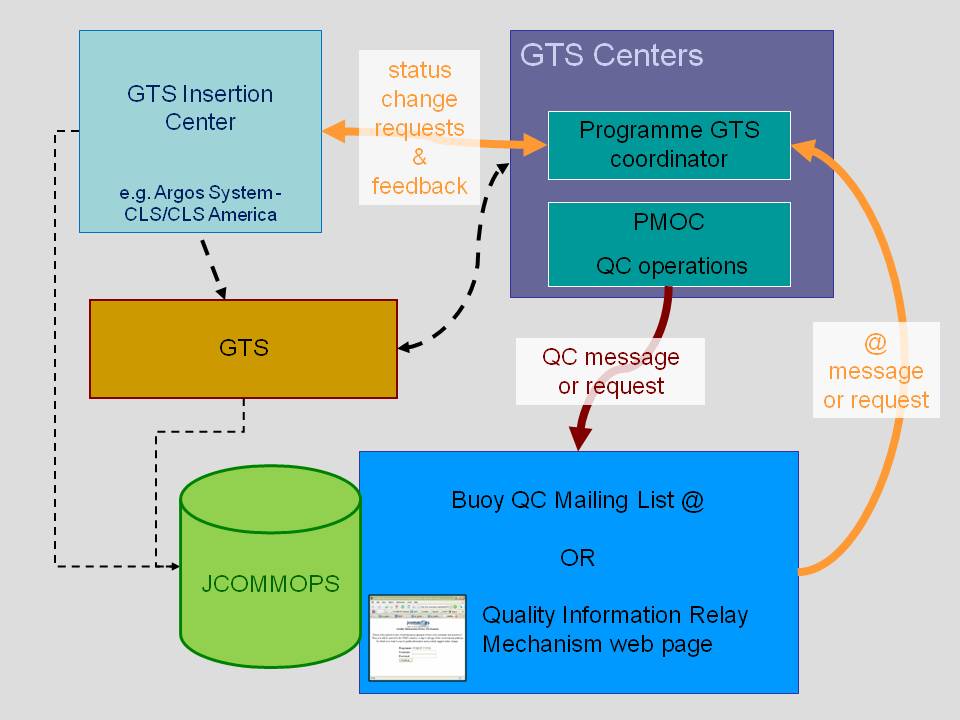 GTS Insertion
Center
e.g. Argos System -
CLS/CLS America
status
change
requests
&
feedback
GTS Centers
Programme GTS
coordinator
PMOC
QC operations
GTS
QC message
or request
@
message
or request
Buoy QC Mailing List @
OR
Quality Information Relay
Mechanism web page
JCOMMOPS